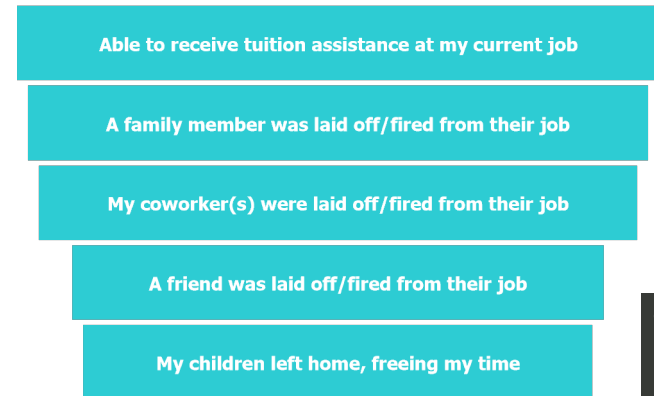 Able to receive tuition assistance at my current job
A family member was laid off/fired from their job
My coworker(s) were laid off/fired from their job
A friend was laid off/fired from their job
My children left home, freeing my time